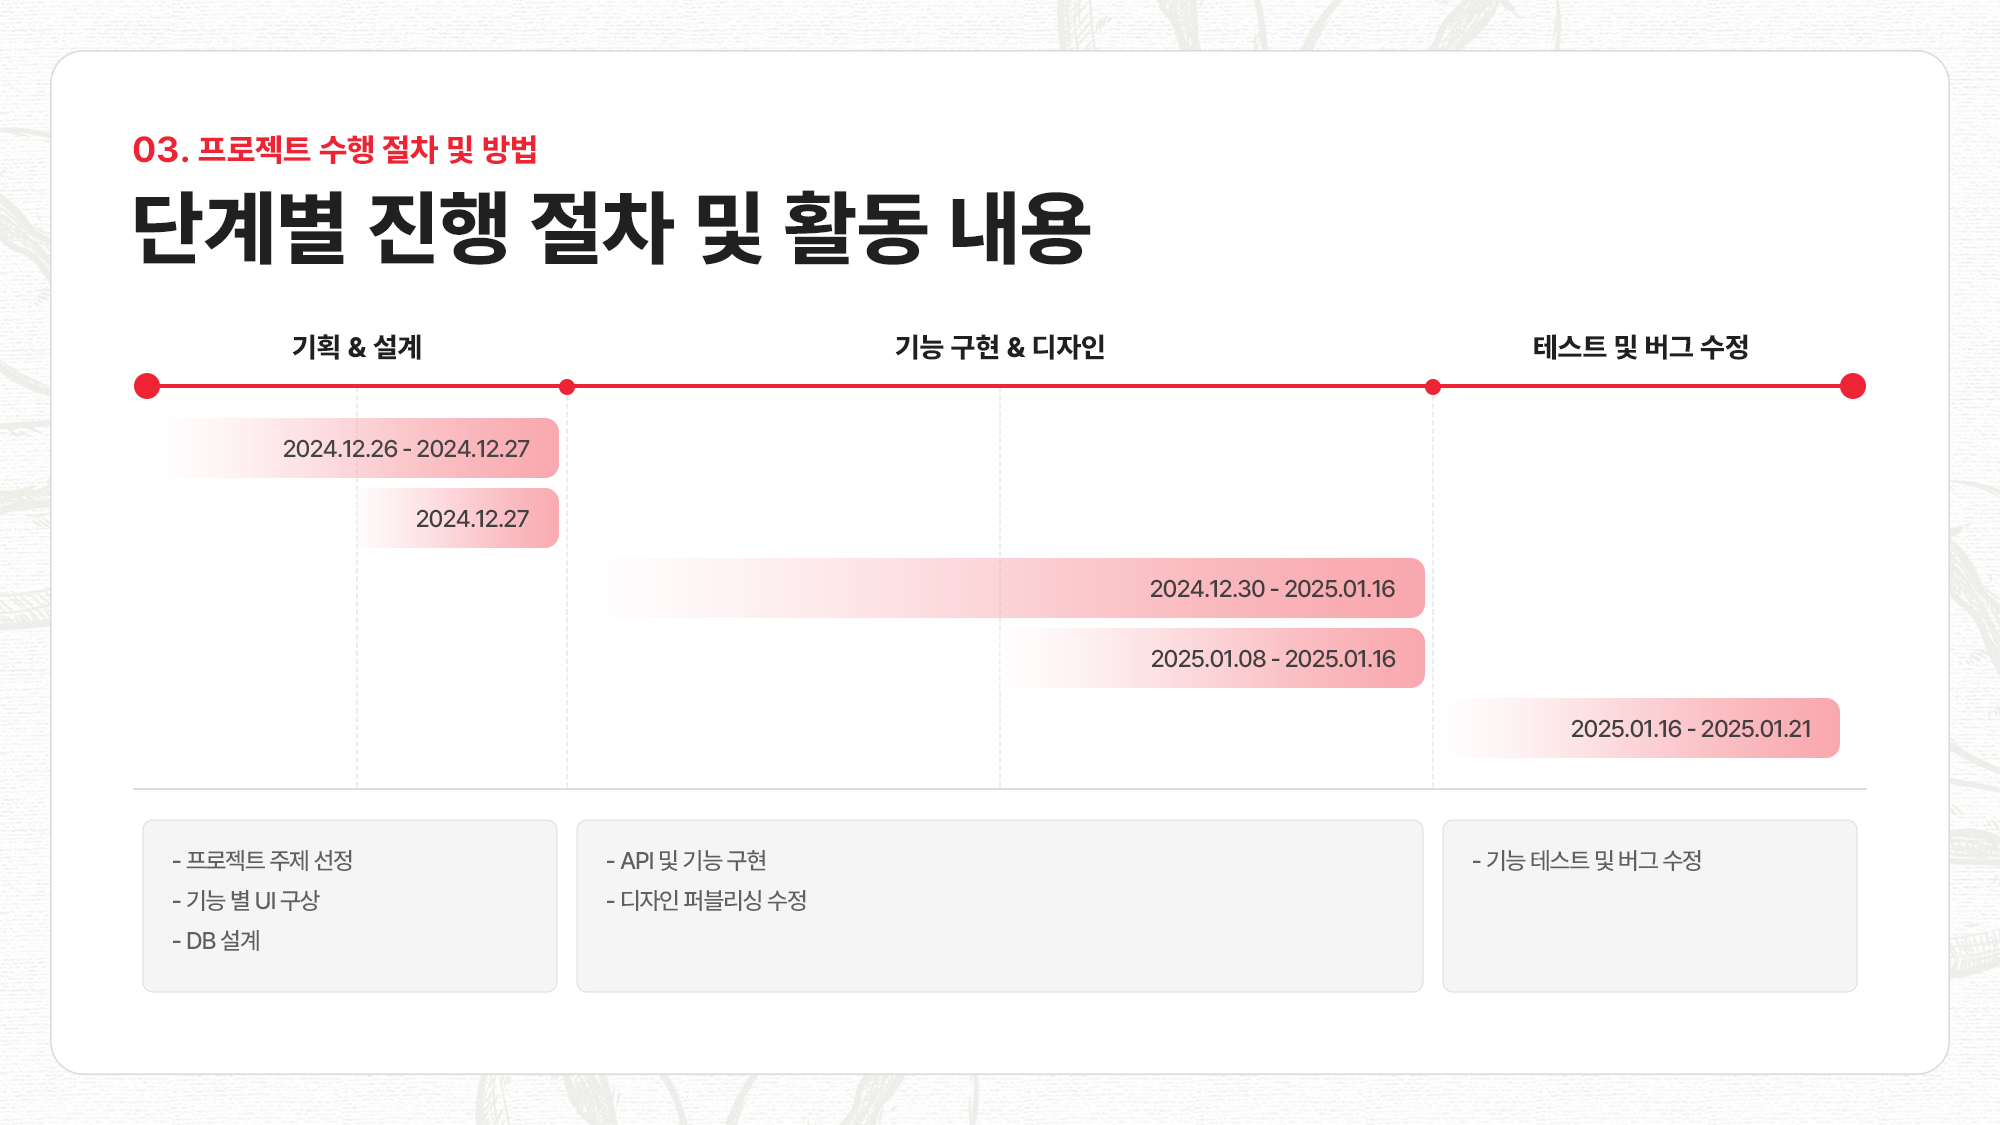 03. 프로젝트 수행 절차 및 방법
단계별 진행 절차 및 활동 내용
기획 & 설계
기능 구현 & 디자인
테스트 및 버그 수정
2024.12.26 - 2024.12.27
2024.12.27
2024.12.30 - 2025.01.16
2025.01.08 - 2025.01.16
2025.01.16 - 2025.01.21
- 프로젝트 주제 선정
- 기능 별 UI 구상
- DB 설계
- API 및 기능 구현
- 디자인 퍼블리싱 수정
- 기능 테스트 및 버그 수정